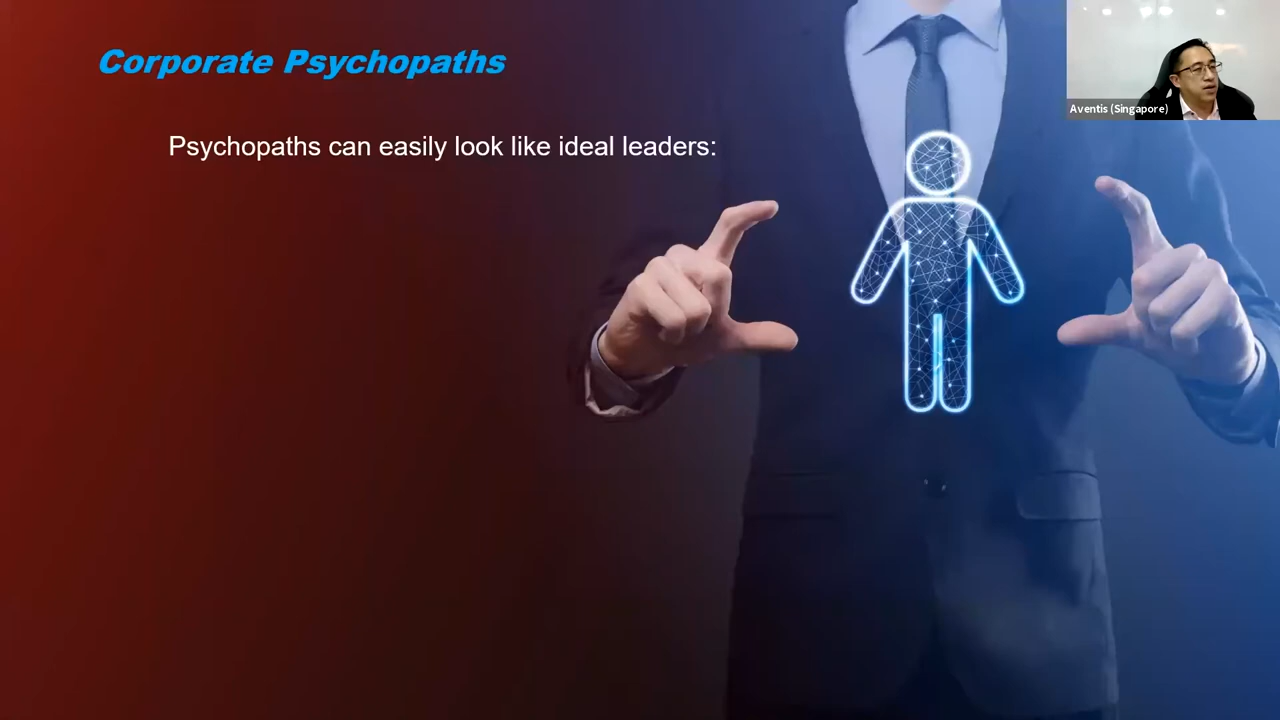 Corporate Psychopaths
Psychopaths can easily look like ideal leaders:
Aventis (Singapore)